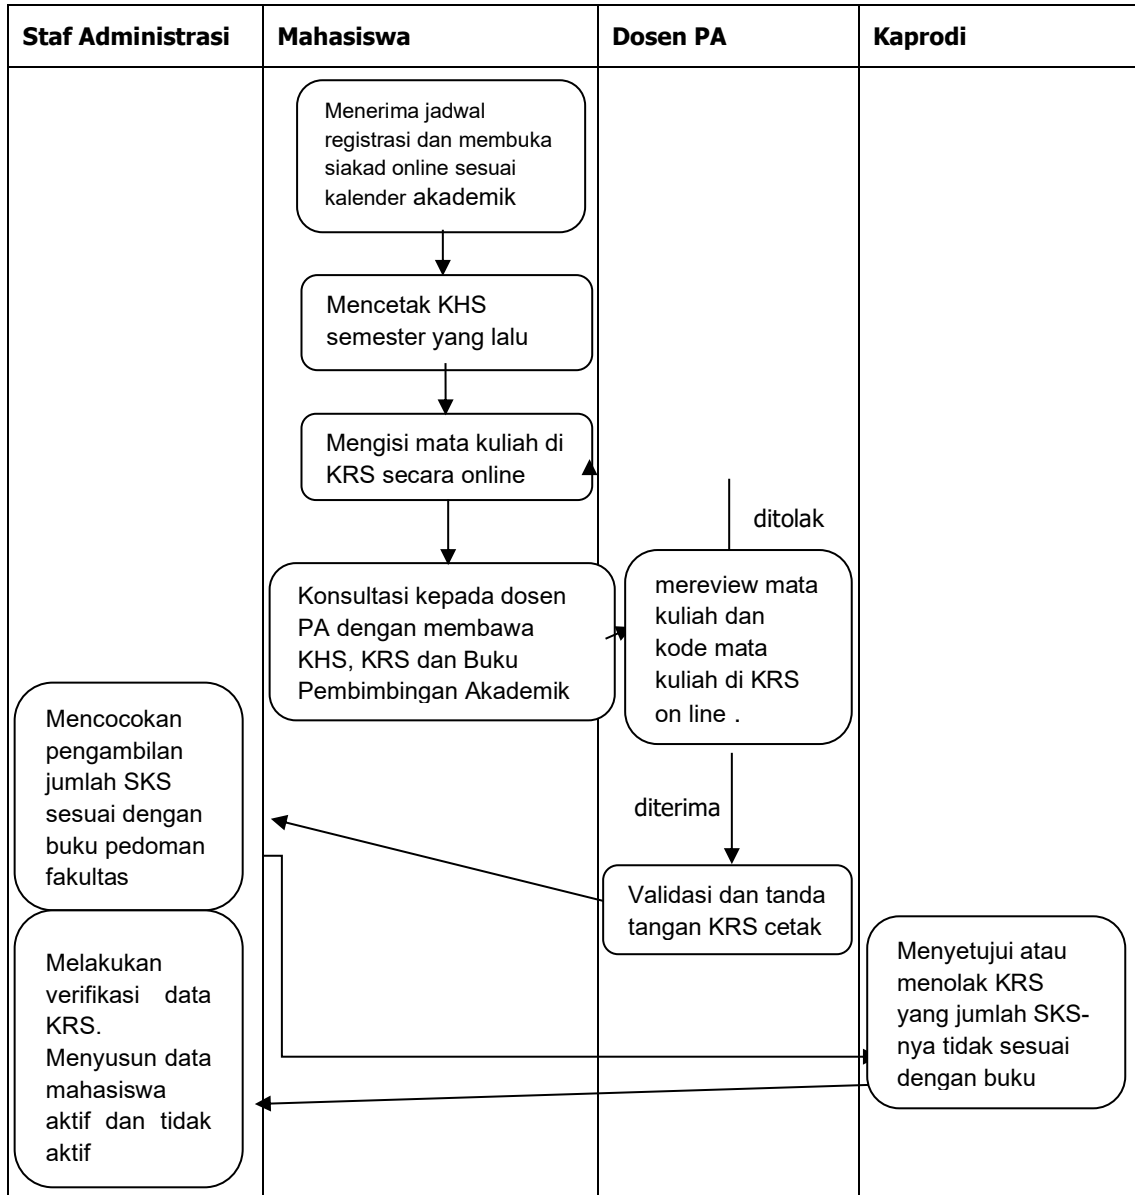 Staf Administrasi
Mahasiswa
Dosen PA
Kaprodi
Menerima jadwal
registrasi dan membuka
siakad online sesuai
kalender akademik
Mencetak KHS
semester yang lalu
Mengisi mata kuliah di
KRS secara online
ditolak
Konsultasi kepada dosen
PA dengan membawa
KHS, KRS dan Buku
Pembimbingan Akademik
mereview mata
kuliah dan
kode mata
kuliah di KRS
on line .
diterima
Validasi dan tanda
tangan KRS cetak
Mencocokan
pengambilan
jumlah SKS
sesuai dengan
buku pedoman
fakultas
Menyetujui atau
menolak KRS
yang jumlah SKS-
nya tidak sesuai
dengan buku
Melakukan
verifikasi data
KRS.
Menyusun data
mahasiswa
aktif dan tidak
aktif